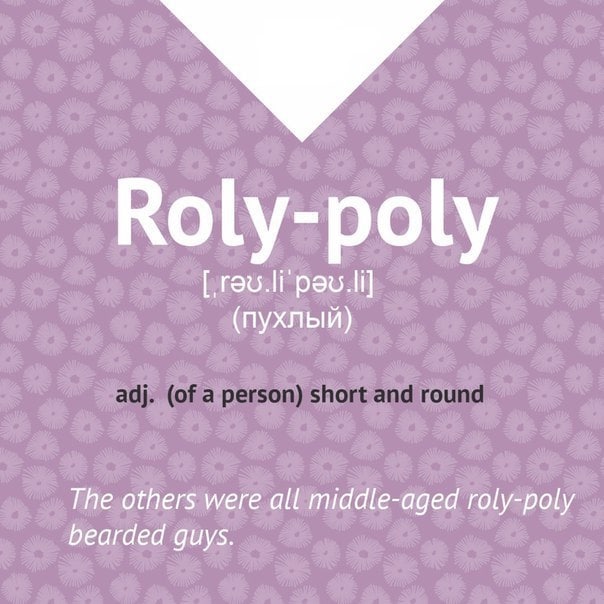 Roly-poly
[ˌrəʊ.liˈpəʊ.li]
(пухлый)
adj. (of a person) short and round
The others were all middle-aged roly-poly
bearded guys.